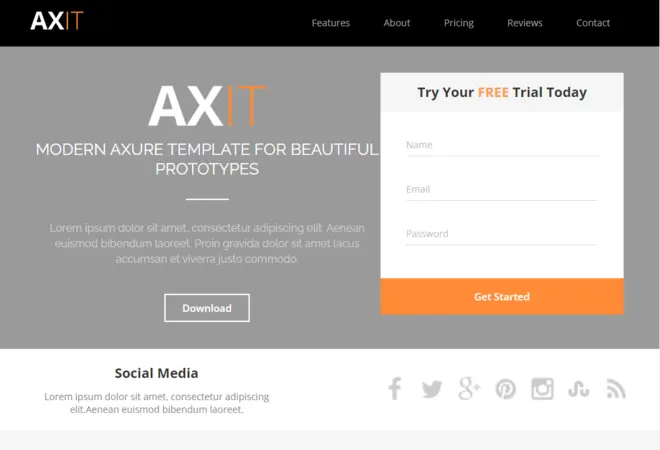 AXIT
Features
About
Pricing
Reviews
Contact
AXIT
MODERN AXURE TEMPLATE FOR BEAUTIFUL
PROTOTYPES
Lorem ipsum dolor sit amet, consectetur adipiscing elit. Aenean
euismod bibendum laoreet. Proin gravida dolor sit amet lacus
accumsan et viverra justo commodo.
Download
Try Your FREE Trial Today
Name
Email
Password
Get Started
Social Media
Lorem ipsum dolor sit amet, consectetur adipiscing
elit.Aenean euismod bibendum laoreet.